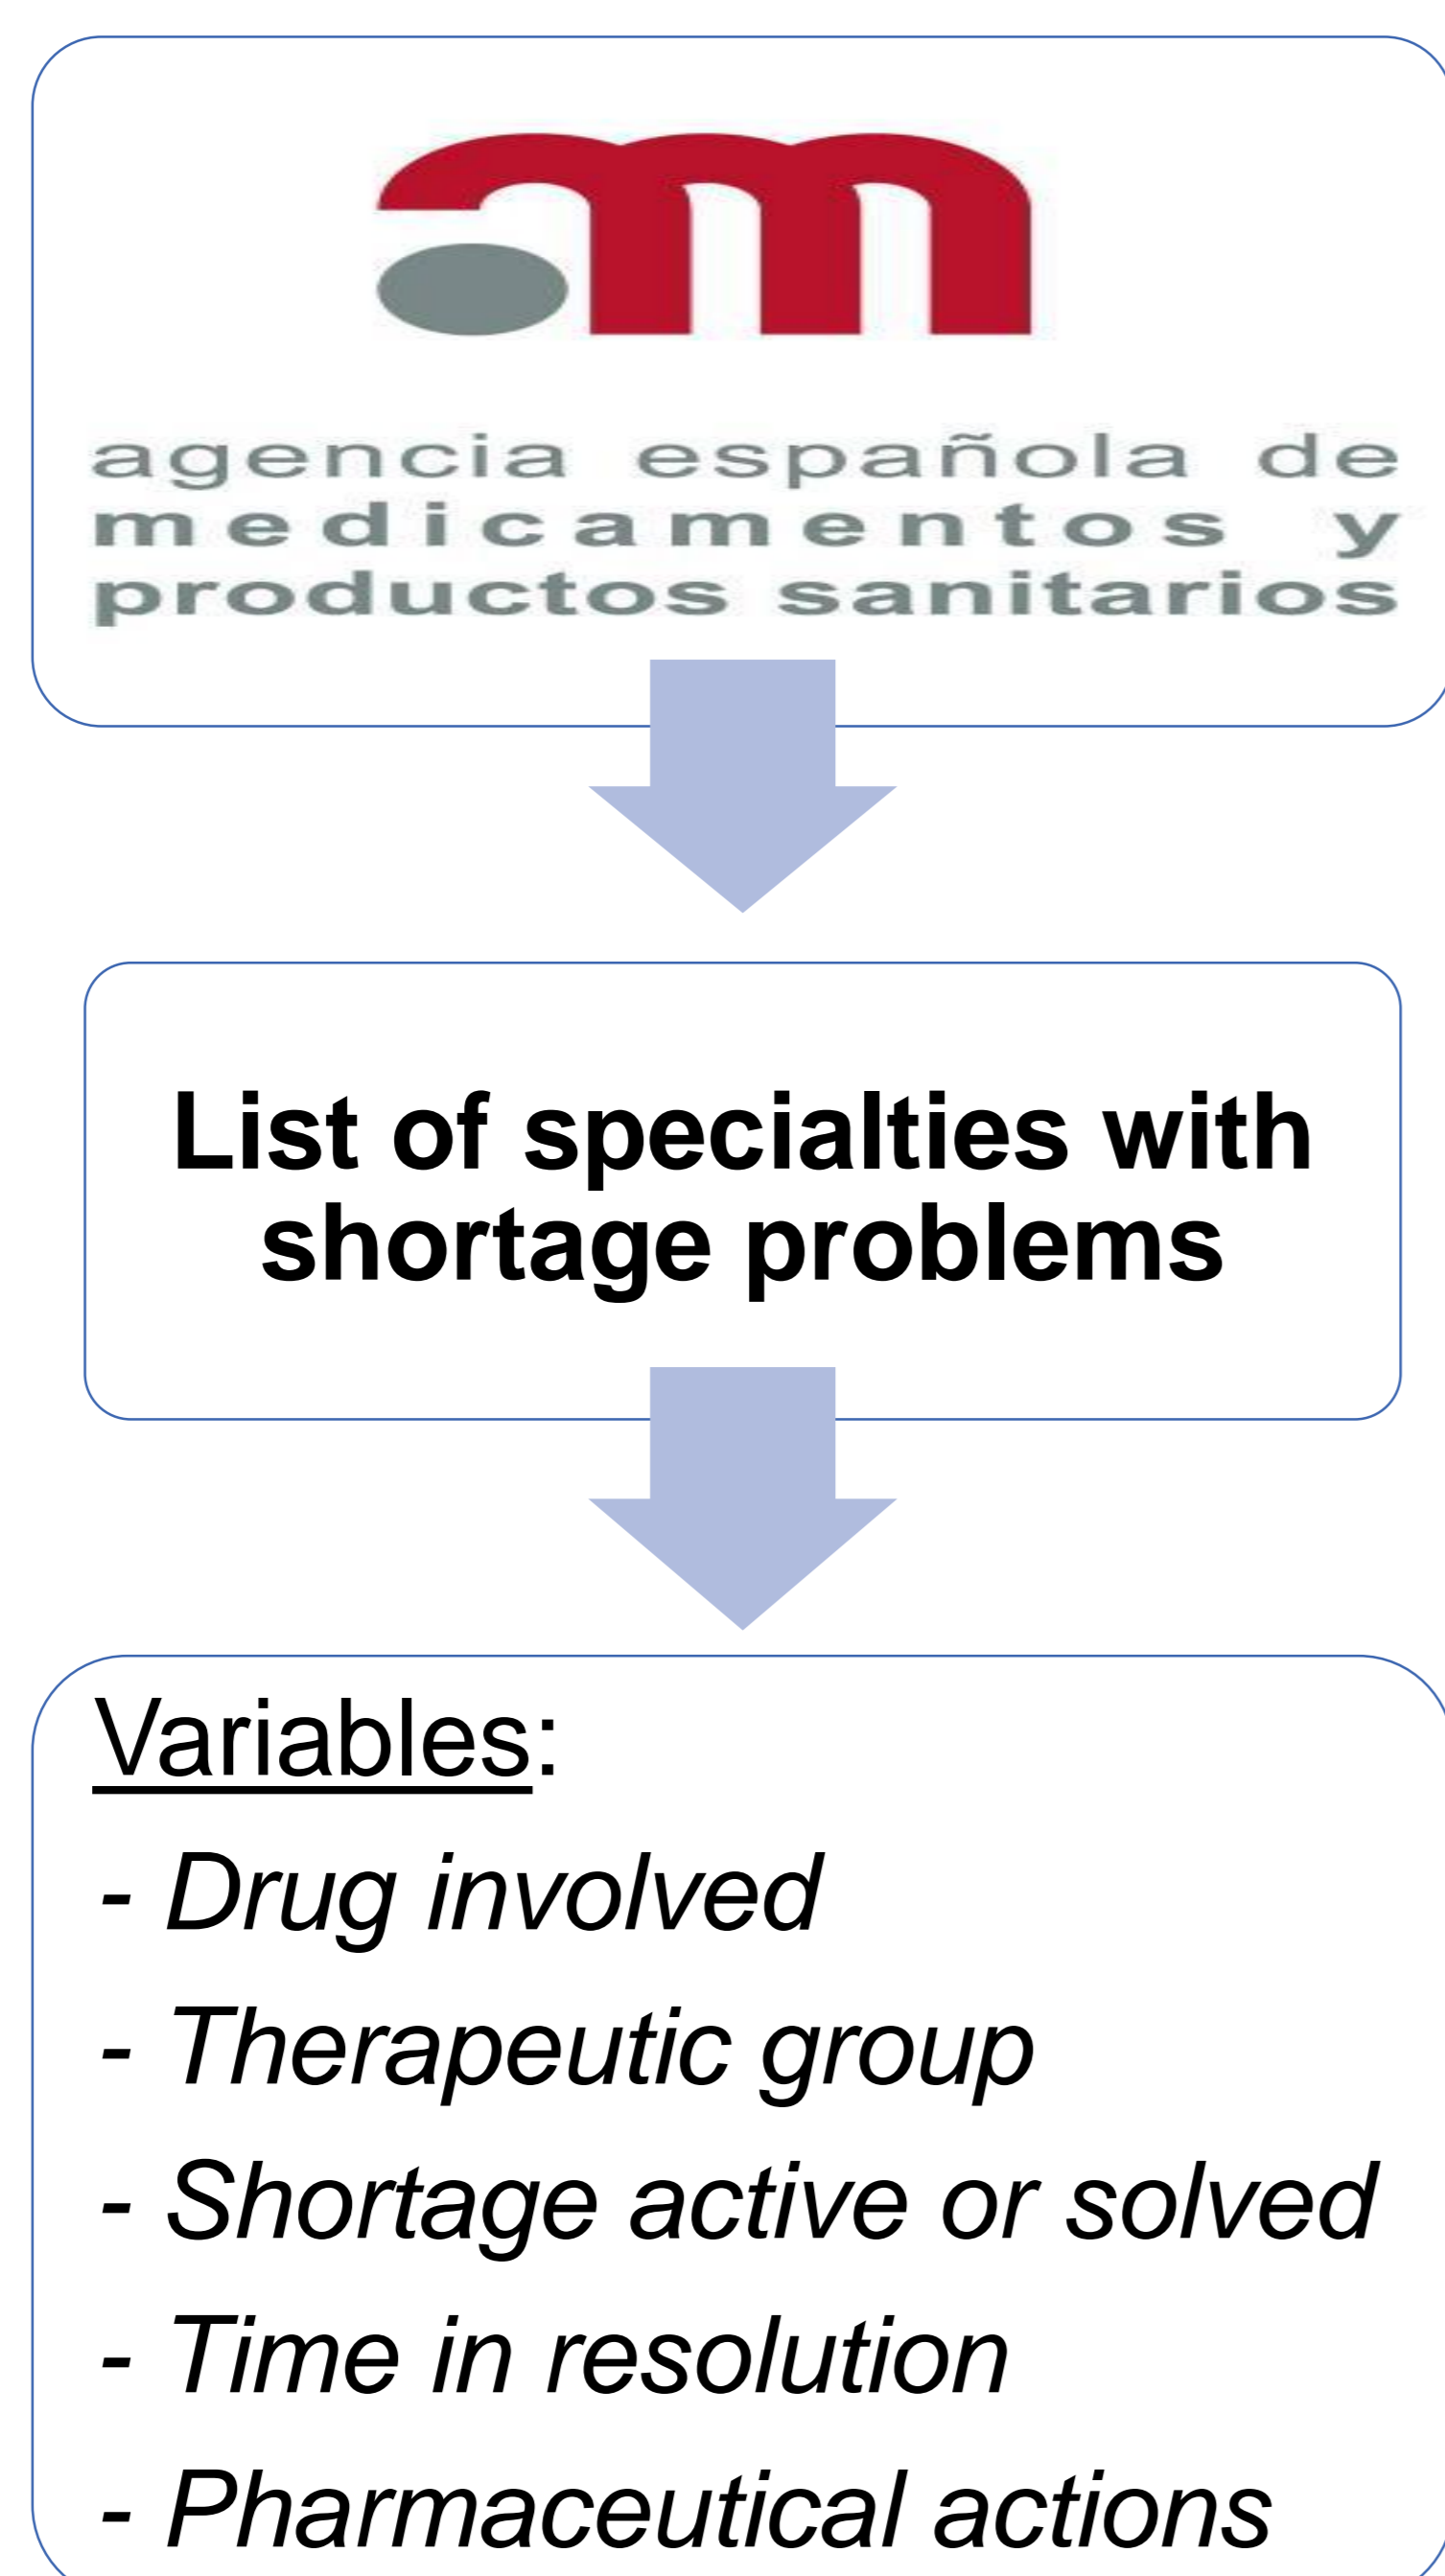 am
agencia española de
medicamentos y
productos sanitarios
List of specialties with
shortage problems
Variables:
- Drug involved
- Therapeutic group
- Shortage active or solved
- Time in resolution
- Pharmaceutical actions